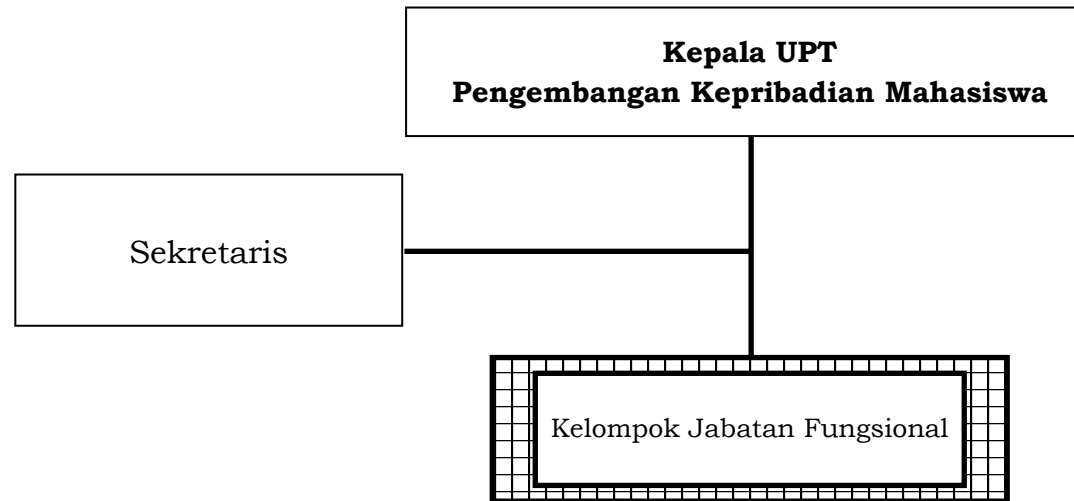 Kepala UPT
Pengembangan Kepribadian Mahasiswa
Sekretaris
Kelompok Jabatan Fungsional